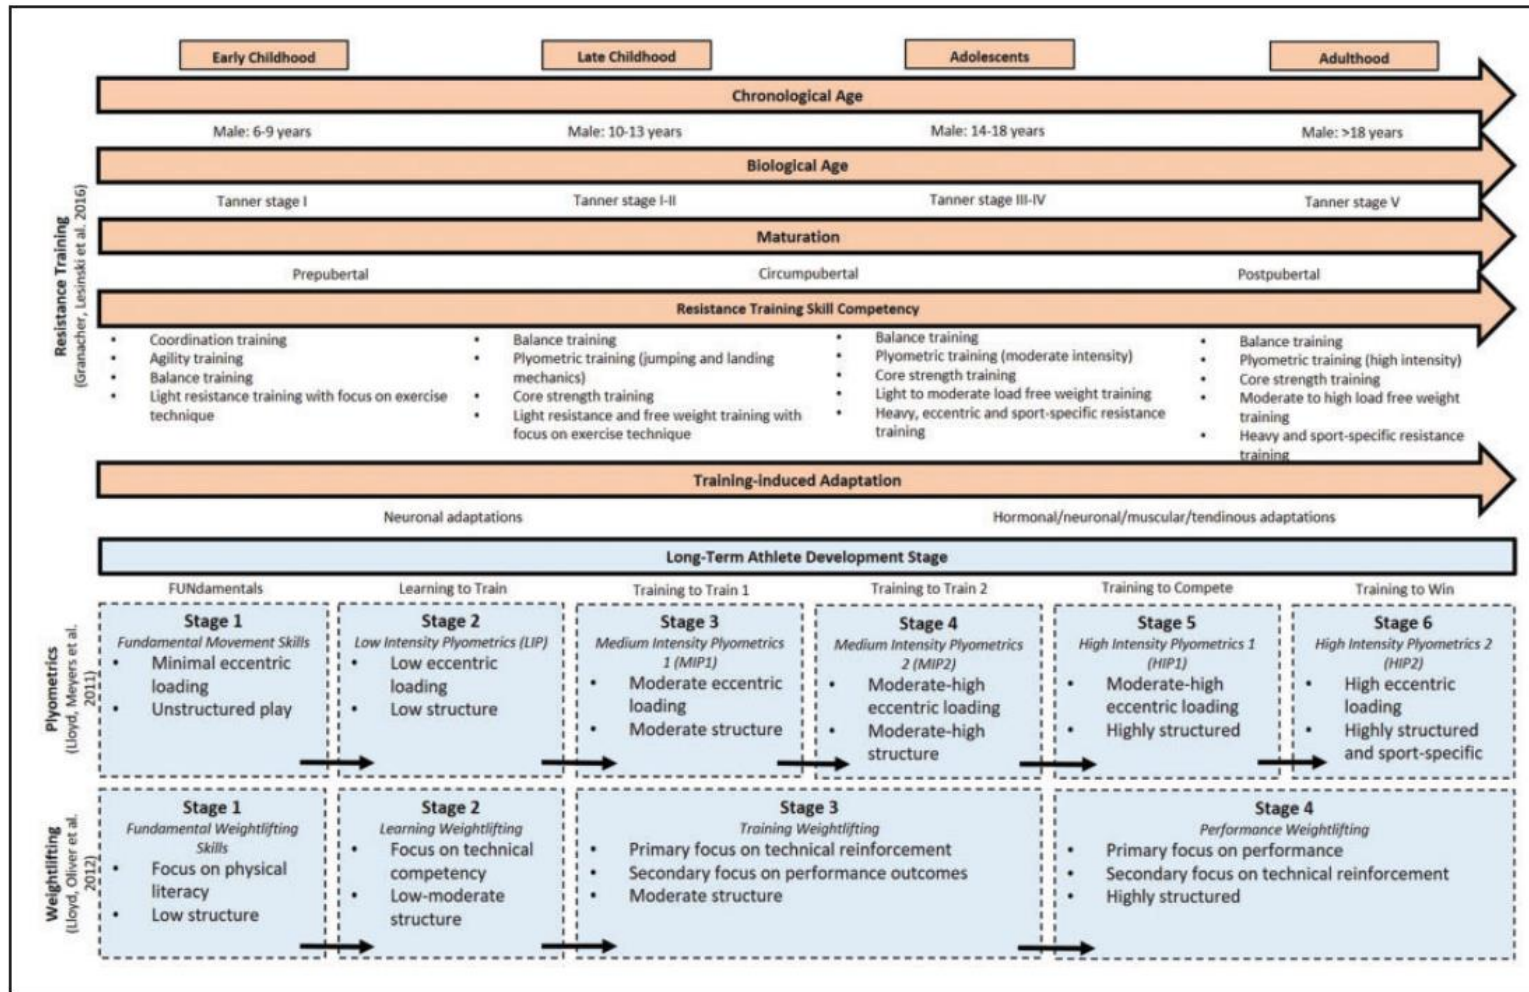 Early Childhood
Late Childhood
Adolescents
Adulthood
Chronological Age
Male: 6-9 years
Male: 10-13 years
Male: 14-18 years
Male: >18 years
Biological Age
Tanner stage I
Tanner stage I-II
Tanner stage III-IV
Tanner stage V
Maturation
Prepubertal
Circumpubertal
Postpubertal
Resistance Training Skill Competency
Resistance Training
(Granacher, Lesinski et al. 2016)
• Coordination training
• Agility training
• Balance training
• Light resistance training with focus on exercise
technique
• Balance training
• Plyometric training (jumping and landing
mechanics)
• Core strength training
• Light resistance and free weight training with
focus on exercise technique
• Balance training
• Plyometric training (moderate intensity)
• Core strength training
• Light to moderate load free weight training
• Heavy, eccentric and sport-specific resistance
training
• Balance training
• Plyometric training (high intensity)
• Core strength training
• Moderate to high load free weight
training
• Heavy and sport-specific resistance
training
Training-induced Adaptation
Neuronal adaptations
Hormonal/neuronal/muscular/tendinous adaptations
Long-Term Athlete Development Stage
FUNdamentals
Learning to Train
Training to Train 1
Training to Train 2
Training to Compete
Training to Win
Plyometrics
(Lloyd, Meyers et al.
2011)
Stage 1
Fundamental Movement Skills
• Minimal eccentric
loading
• Unstructured play
Stage 2
Low Intensity Plyometrics (LIP)
• Low eccentric
loading
• Low structure
Stage 3
Medium Intensity Plyometrics
1 (MIP1)
• Moderate eccentric
loading
• Moderate structure
Stage 4
Medium Intensity Plyometrics
2 (MIP2)
• Moderate-high
eccentric loading
• Moderate-high
structure
Stage 5
High Intensity Plyometrics 1
(HIP1)
• Moderate-high
eccentric loading
• Highly structured
Stage 6
High Intensity Plyometrics 2
(HIP2)
• High eccentric
loading
• Highly structured
and sport-specific
Weightlifting
(Lloyd, Oliver et al.
2012)
Stage 1
Fundamental Weightlifting
Skills
• Focus on physical
literacy
• Low structure
Stage 2
Learning Weightlifting
• Focus on technical
competency
• Low-moderate
structure
Stage 3
Training Weightlifting
• Primary focus on technical reinforcement
• Secondary focus on performance outcomes
• Moderate structure
Stage 4
Performance Weightlifting
• Primary focus on performance
• Secondary focus on technical reinforcement
• Highly structured